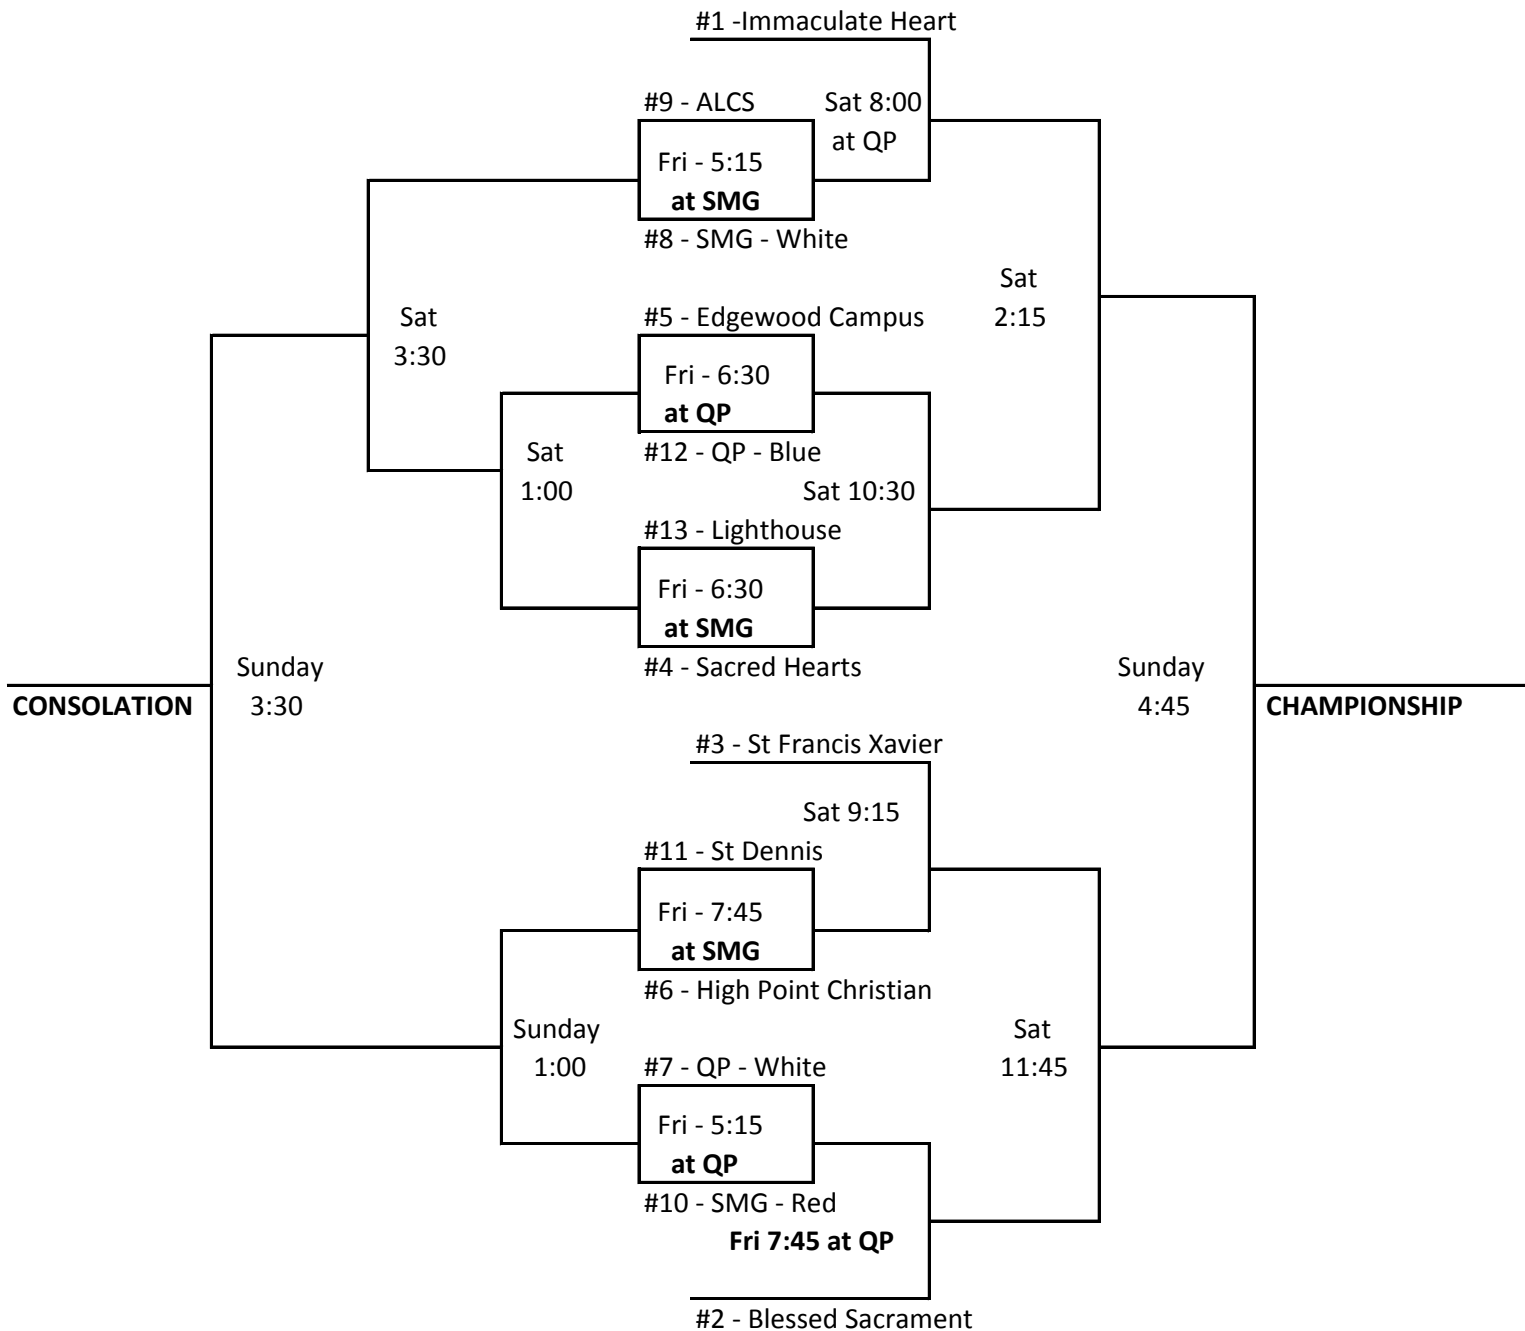 #1 -Immaculate Heart
#9 - ALCS
Sat 8:00
at QP
Fri - 5:15
at SMG
#8 - SMG - White
Sat
2:15
Sat
3:30
#5 - Edgewood Campus
Fri - 6:30
at QP
#12 - QP - Blue
Sat
1:00
Sat 10:30
#13 - Lighthouse
Fri - 6:30
at SMG
#4 - Sacred Hearts
Sunday
3:30
CONSOLATION
Sunday
4:45
CHAMPIONSHIP
#3 - St Francis Xavier
Sat 9:15
#11 - St Dennis
Fri - 7:45
at SMG
#6 - High Point Christian
Sunday
1:00
Sat
11:45
#7 - QP - White
Fri - 5:15
at QP
#10 - SMG - Red
Fri 7:45 at QP
#2 - Blessed Sacrament